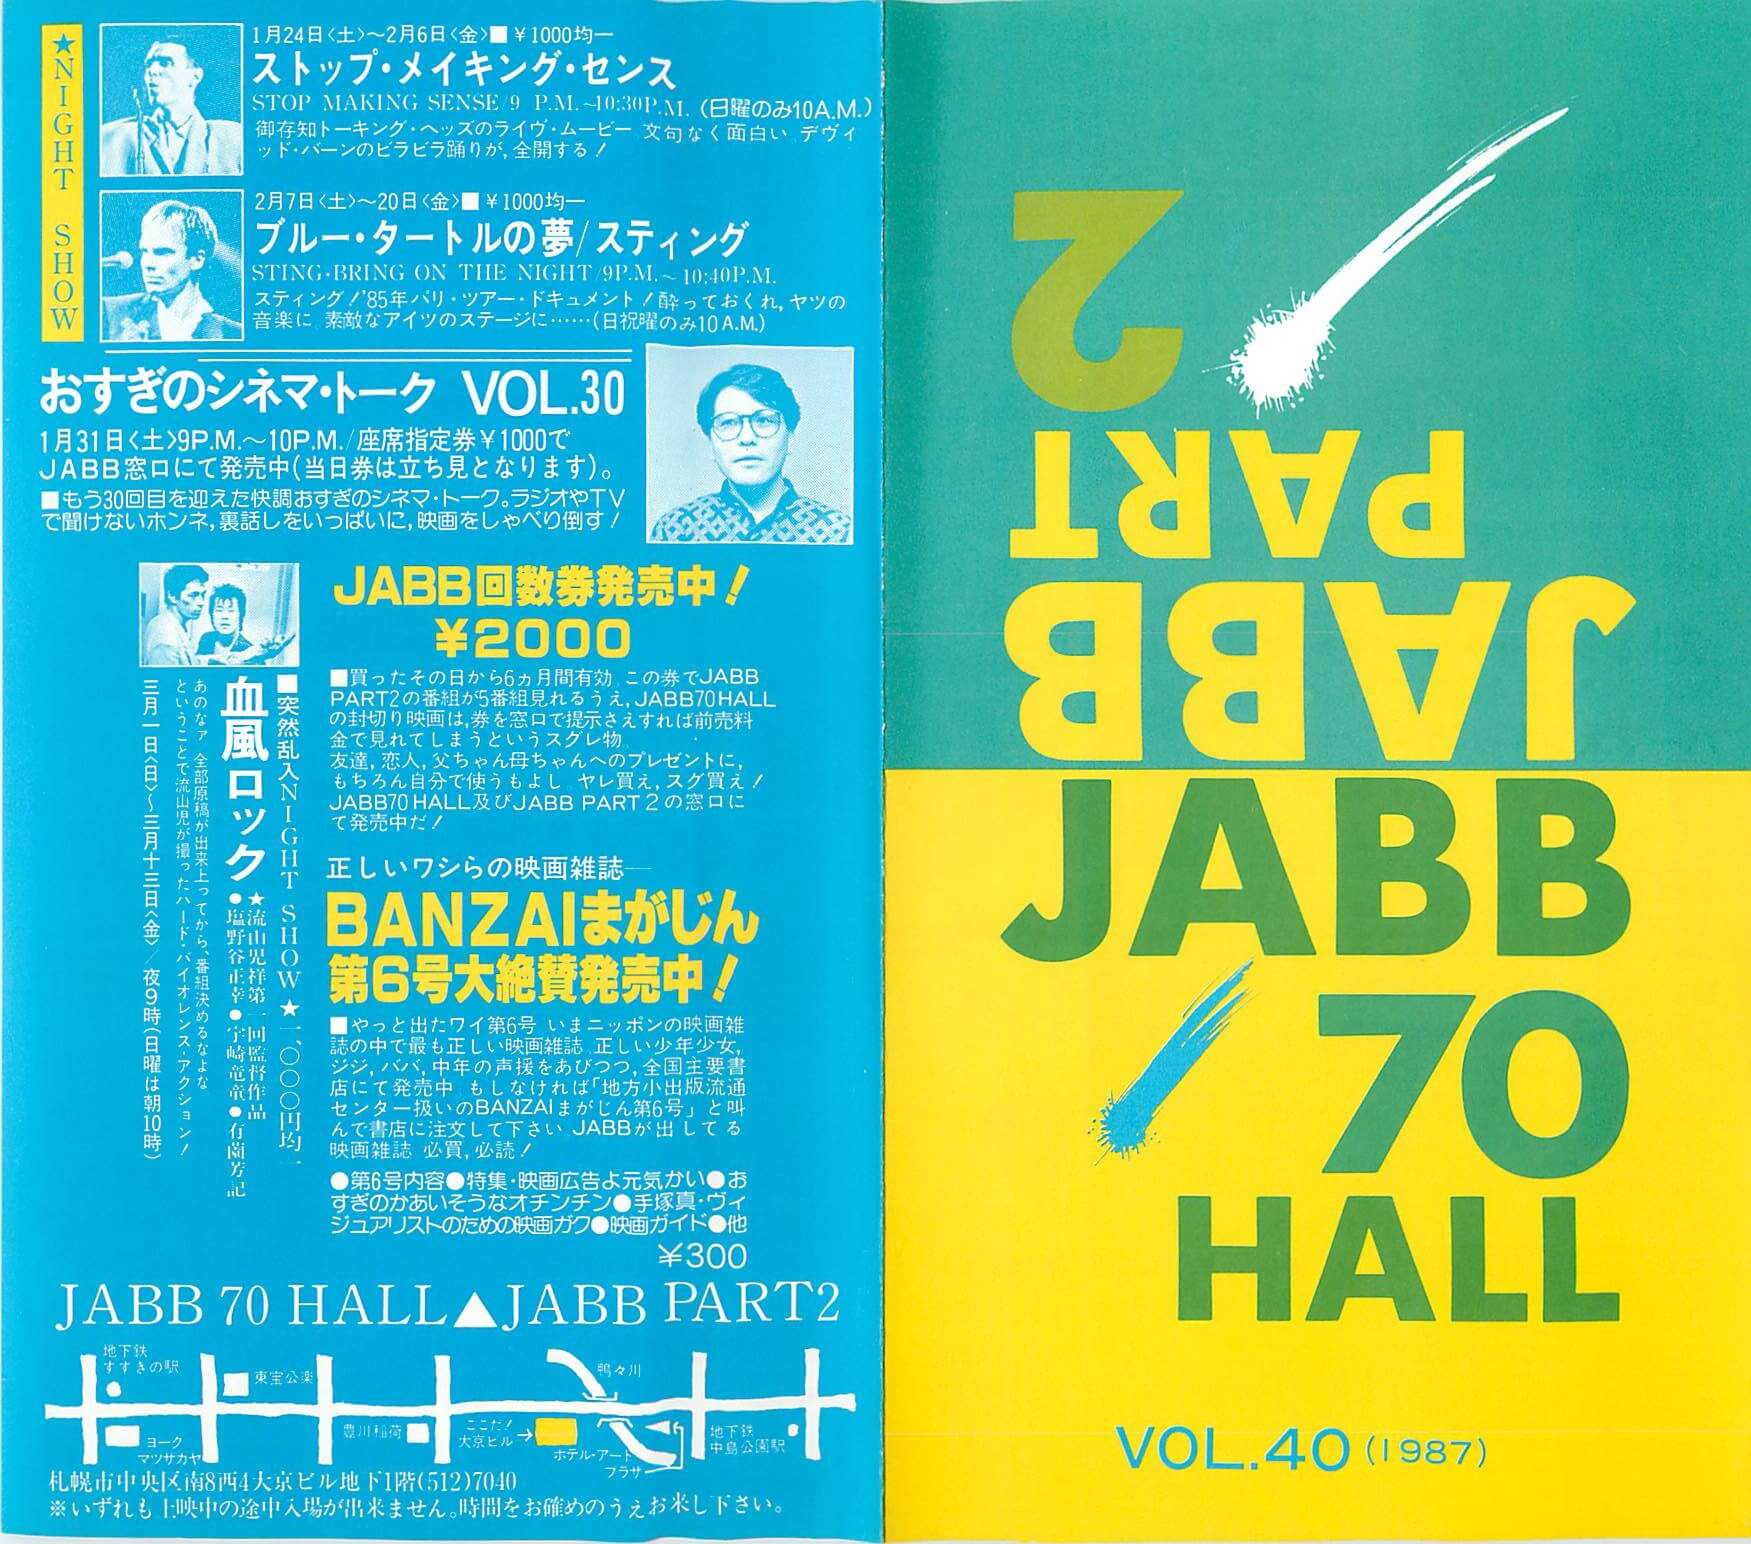 ★NIGHT SHOW
1月24日〈土〉〜2月6日〈金〉■￥1000均一
ストップ・メイキング・センス
STOP MAKING SENSE/9 P.M.〜10:30P.M.(日曜のみ10A.M.)
御存知トーキング・ヘッズのライヴ・ムービー 文句なく面白い デヴィ
ッド・バーンのビラビラ踊りが,全開する!
2月7日〈土〉〜20日〈金〉■￥1000均一
ブルー・タートルの夢/スティング
STING・BRING ON THE NIGHT/9P.M.〜10:40P.M.
スティング!'85年パリ・ツアー・ドキュメント!酔っておくれ,ヤツの
音楽に 素敵なアイツのステージに……(日祝曜のみ10A.M.)
おすぎのシネマ・トーク VOL.30
1月31日〈土〉9P.M.〜10P.M./座席指定券￥1000で
JABB窓口にて発売中(当日券は立ち見となります)。
■もう30回目を迎えた快調おすぎのシネマ・トーク。ラジオやTV
で聞けないホンネ,裏話しをいっぱいに,映画をしゃべり倒す!
■突然乱入NIGHT SHOW★一,〇〇〇円均一
血風ロック
★流山児祥第一回監督作品
●塩野谷正幸●宇崎竜童●有薗芳記
あのなァ 全部原稿が出来上ってから、番組決めるなよな
ということで流山児が撮ったハード・バイオレンス・アクション!
三月一日〈日〉〜三月十三日〈金〉/夜9時(日曜は朝10時)
JABB回数券発売中!
￥2000
■買ったその日から6ヵ月間有効 この券でJABB
PART2の番組が5番組見れるうえ,JABB70HALL
の封切り映画は,券を窓口で提示さえすれば前売料
金で見れてしまうというスグレ物
友達,恋人,父ちゃん母ちゃんへのプレゼントに,
もちろん自分で使うもよし ヤレ買え,スグ買え!
JABB70 HALL及びJABB PART 2の窓口に
て発売中だ!
正しいワシらの映画雑誌—
BANZAIまがじん
第6号大絶賛発売中!
■やっと出たワイ第6号 いまニッポンの映画雑
誌の中で最も正しい映画雑誌 正しい少年少女,
ジジ,ババ,中年の声援をあびつつ,全国主要書
店にて発売中 もしなければ「地方小出版流通
センター扱いのBANZAIまがじん第6号」と叫
んで書店に注文して下さい JABBが出してる
映画雑誌 必買,必読!
●第6号内容●特集・映画広告よ元気かい●お
すぎのかあいそうなオチンチン●手塚真・ヴィ
ジュアリストのための映画ガク●映画ガイド●他
￥300
JABB 70 HALL▲JABB PART2
地下鉄
すすきの駅
東宝公楽
鴨々川
ヨーク
マツサカヤ
豊川稲荷
ここだ!
大京ビル→
ホテル・アート
プラザ
地下鉄
中島公園駅
札幌市中央区南8西4大京ビル地下1階(512)7040
※いずれも上映中の途中入場が出来ません。時間をお確めのうえお来し下さい。
JABB
PART
2
JABB
70
HALL
VOL.40(1987)